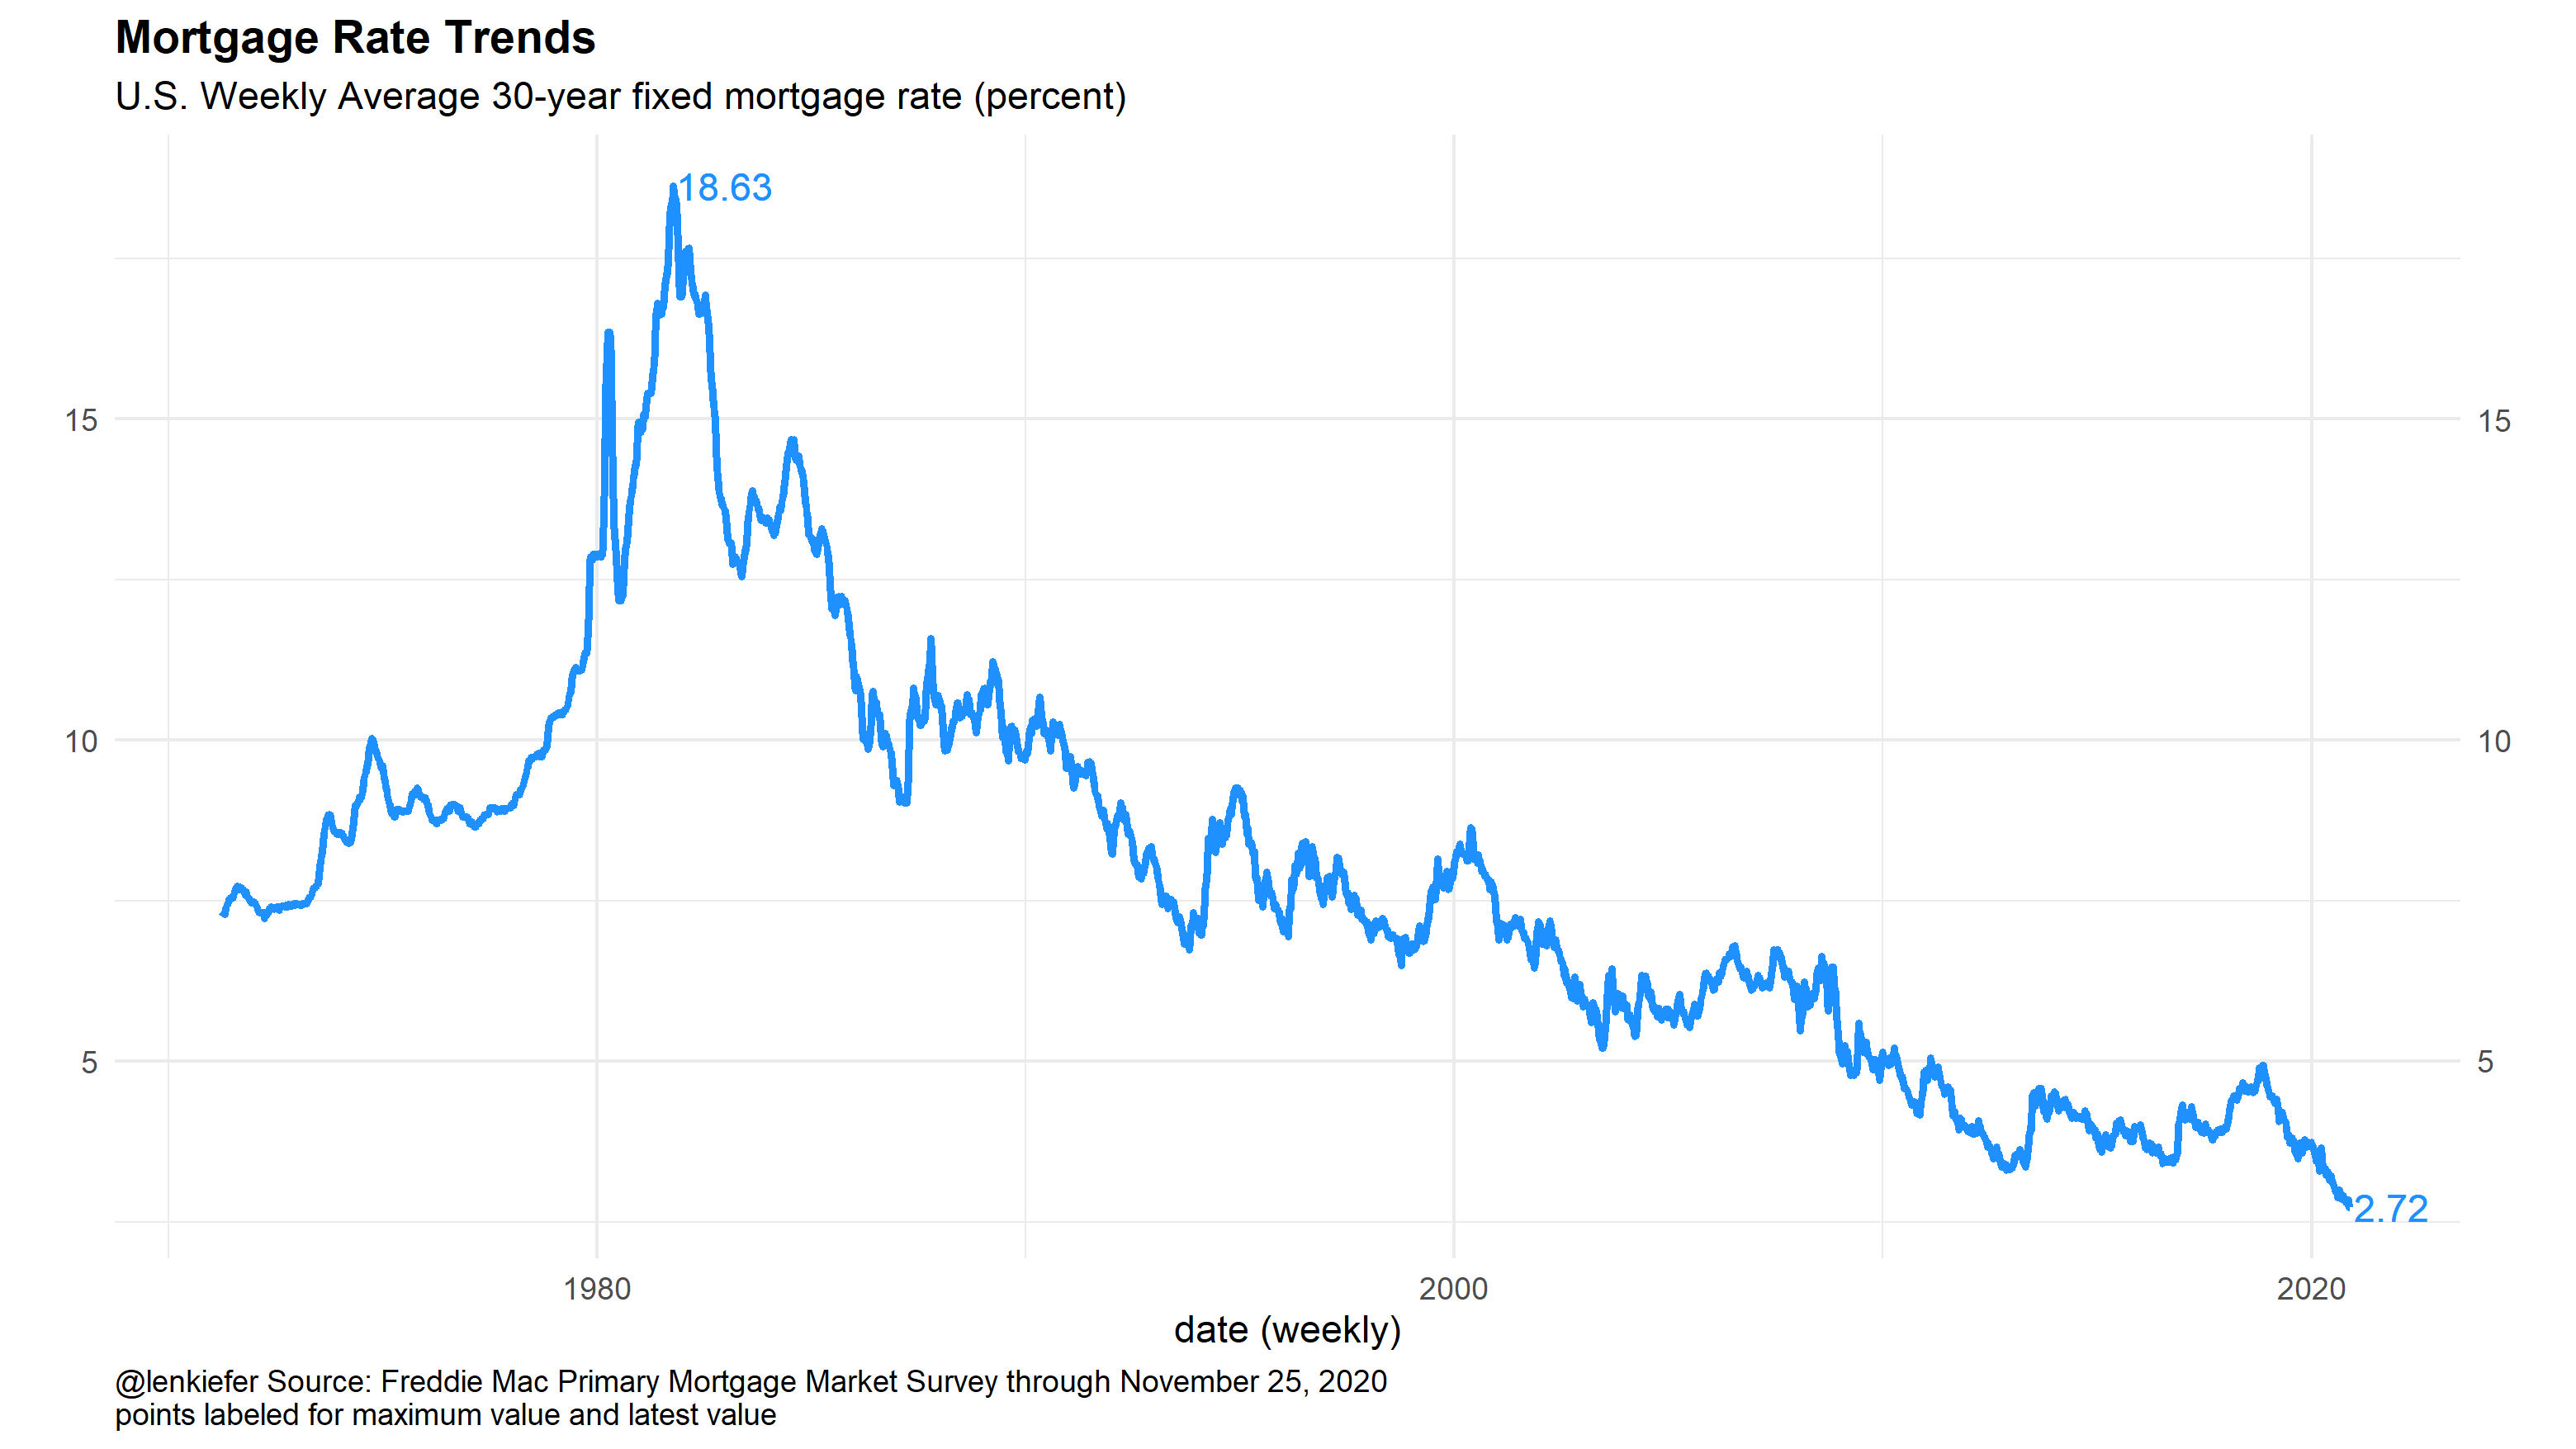 Mortgage Rate Trends
U.S. Weekly Average 30-year fixed mortgage rate (percent)
18.63
15 15
10 10
5 5
2.72
1980 2000 2020
date (weekly)
@lenkiefer Source: Freddie Mac Primary Mortgage Market Survey through November 25, 2020
points labeled for maximum value and latest value